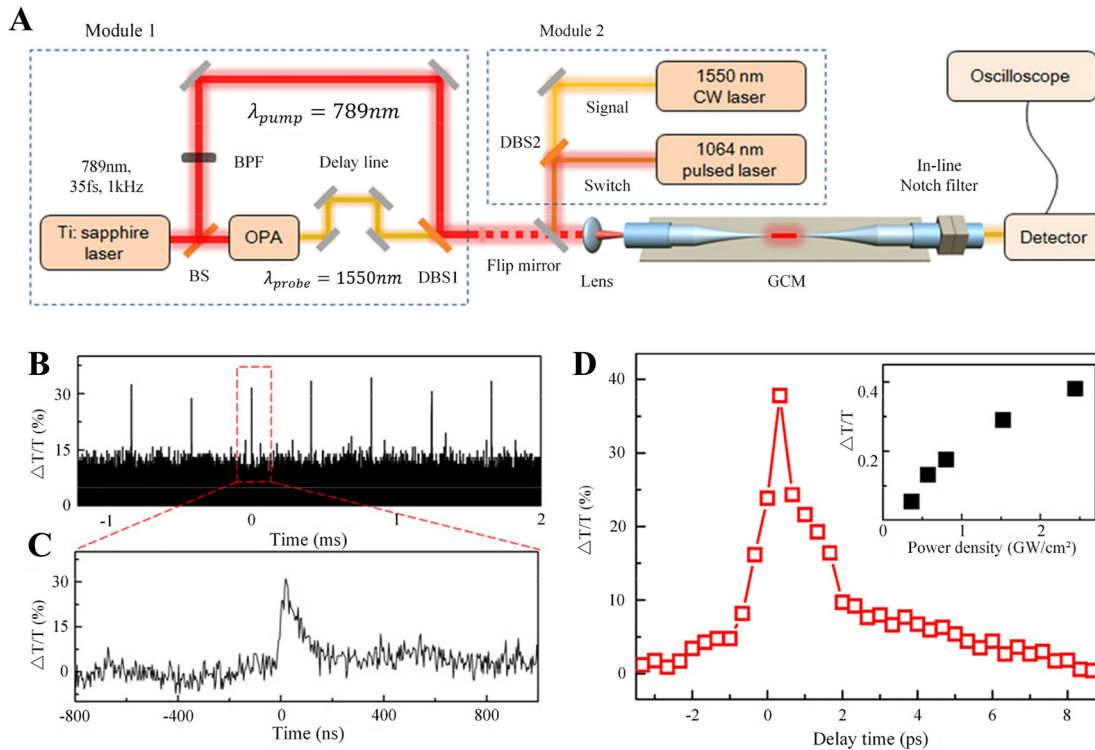 A
Module 1
Module 2
λpump = 789nm
BPF
Delay line
789nm,
35fs, 1kHz
Ti: sapphire
laser
BS
OPA
λprobe = 1550nm
DBS1
Flip mirror
DBS2
Signal
1550 nm
CW laser
Switch
1064 nm
pulsed laser
Lens
GCM
In-line
Notch filter
Oscilloscope
Detector
B
△T/T (%)
30
15
0
-1
0
1
2
Time (ms)
C
△T/T (%)
30
15
0
-800
-400
0
400
800
Time (ns)
D
△T/T (%)
40
30
20
10
0
-2
0
2
4
6
8
Delay time (ps)
△T/T
0.4
0.2
0
1
2
Power density (GW/cm²)